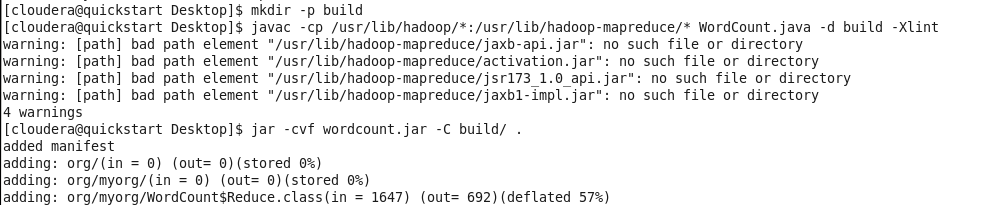 [cloudera@quickstart Desktop]$ mkdir -p build
[cloudera@quickstart Desktop]$ javac -cp /usr/lib/hadoop/*:/usr/lib/hadoop-mapreduce/* WordCount.java -d build -Xlint
warning: [path] bad path element "/usr/lib/hadoop-mapreduce/jaxb-api.jar": no such file or directory
warning: [path] bad path element "/usr/lib/hadoop-mapreduce/activation.jar": no such file or directory
warning: [path] bad path element "/usr/lib/hadoop-mapreduce/jsr173_1.0_api.jar": no such file or directory
warning: [path] bad path element "/usr/lib/hadoop-mapreduce/jaxb1-impl.jar": no such file or directory
4 warnings
[cloudera@quickstart Desktop]$ jar -cvf wordcount.jar -C build/ .
added manifest
adding: org/(in = 0) (out= 0)(stored 0%)
adding: org/myorg/(in = 0) (out= 0)(stored 0%)
adding: org/myorg/WordCount$Reduce.class(in = 1647) (out= 692)(deflated 57%)